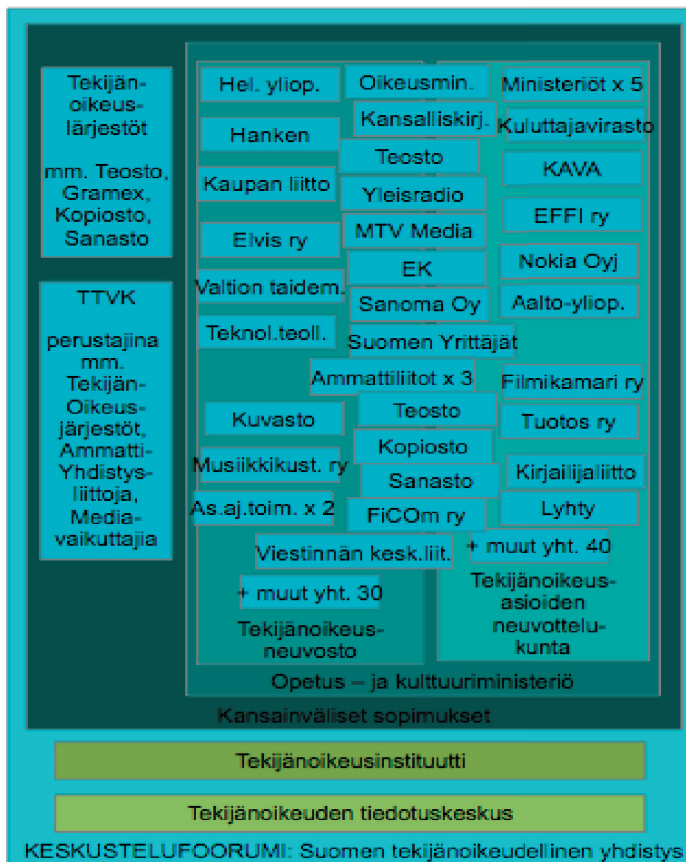 Tekijän-
oikeus-
lärjestöt
mm. Teosto,
Gramex,
Kopiosto,
Sanasto
TTVK
perustajina
mm.
Tekijän-
Oikeus-
järjestöt,
Ammatti-
Yhdistys-
liittoja,
Media-
vaikuttajia
Hel. yliop.
Hanken
Kaupan liitto
Elvis ry
Valtion taidem.
Teknol.teoll.
Kuvasto
Musiikkikust. ry
As.aj.toim. x 2
Oikeusmin.
Kansalliskirj.
Teosto
Yleisradio
MTV Media
EK
Sanoma Oy
Suomen Yrittäjät
Ammattiliitot x 3
Teosto
Kopiosto
Sanasto
FiCOm ry
Viestinnän kesk.liit.
+ muut yht. 30
Tekijänoikeus-
neuvosto
Ministeriöt x 5
Kuluttajavirasto
KAVA
EFFI ry
Nokia Oyj
Aalto-yliop.
Filmikamari ry
Tuotos ry
Kirjailijaliitto
Lyhty
+ muut yht. 40
Tekijänoikeus-
asioiden
neuvottelu-
kunta
Opetus – ja kulttuuriministeriö
Kansainväliset sopimukset
Tekijänoikeusinstituutti
Tekijänoikeuden tiedotuskeskus
KESKUSTELUFOORUMI: Suomen tekijänoikeudellinen yhdistys